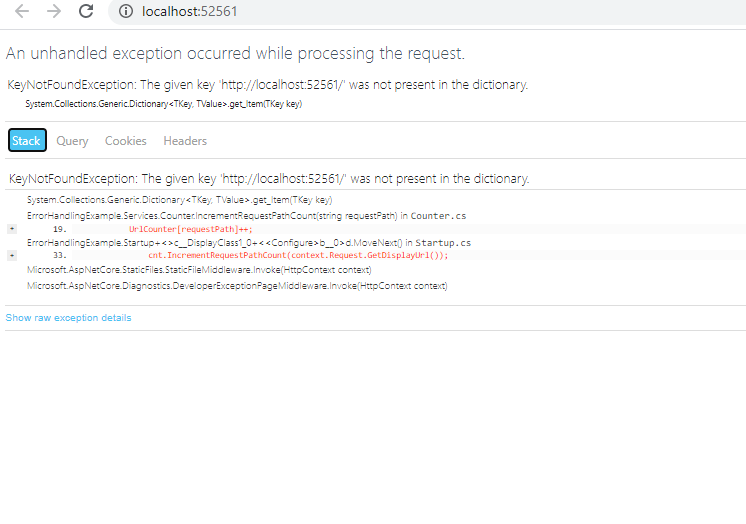 localhost:52561
An unhandled exception occurred while processing the request.
KeyNotFoundException: The given key 'http://localhost:52561/' was not present in the dictionary.
System.Collections.Generic.Dictionary<TKey, TValue>.get_Item(TKey key)
Stack Query Cookies Headers
KeyNotFoundException: The given key 'http://localhost:52561/' was not present in the dictionary.
System.Collections.Generic.Dictionary<TKey, TValue>.get_Item(TKey key)
ErrorHandlingExample.Services.Counter.IncrementRequestPathCount(string requestPath) in Counter.cs
+ 19. UrlCounter[requestPath]++;
ErrorHandlingExample.Startup+<>c__DisplayClass1_0+<<Configure>b__0>d.MoveNext() in Startup.cs
+ 33. cnt.IncrementRequestPathCount(context.Request.GetDisplayUrl());
Microsoft.AspNetCore.StaticFiles.StaticFileMiddleware.Invoke(HttpContext context)
Microsoft.AspNetCore.Diagnostics.DeveloperExceptionPageMiddleware.Invoke(HttpContext context)
Show raw exception details